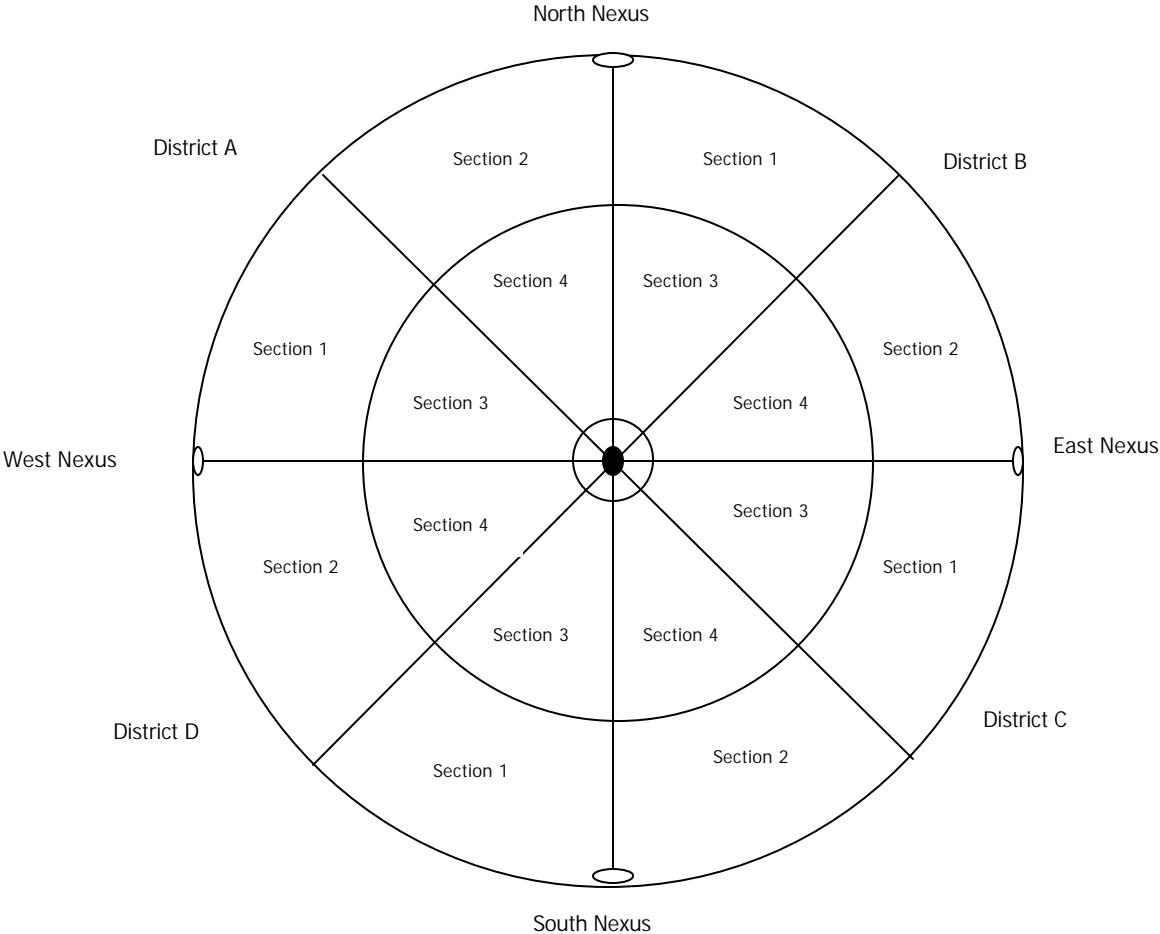 North Nexus
District A
Section 2
Section 1
District B
Section 4
Section 3
Section 1
Section 2
Section 3
Section 4
West Nexus
East Nexus
Section 4
Section 3
Section 2
Section 1
Section 3
Section 4
District D
District C
Section 1
Section 2
South Nexus